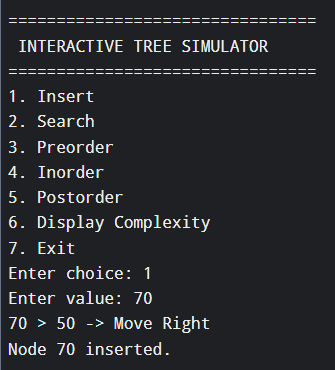 ================================
INTERACTIVE TREE SIMULATOR
================================
1. Insert
2. Search
3. Preorder
4. Inorder
5. Postorder
6. Display Complexity
7. Exit
Enter choice: 1
Enter value: 70
70 > 50 -> Move Right
Node 70 inserted.